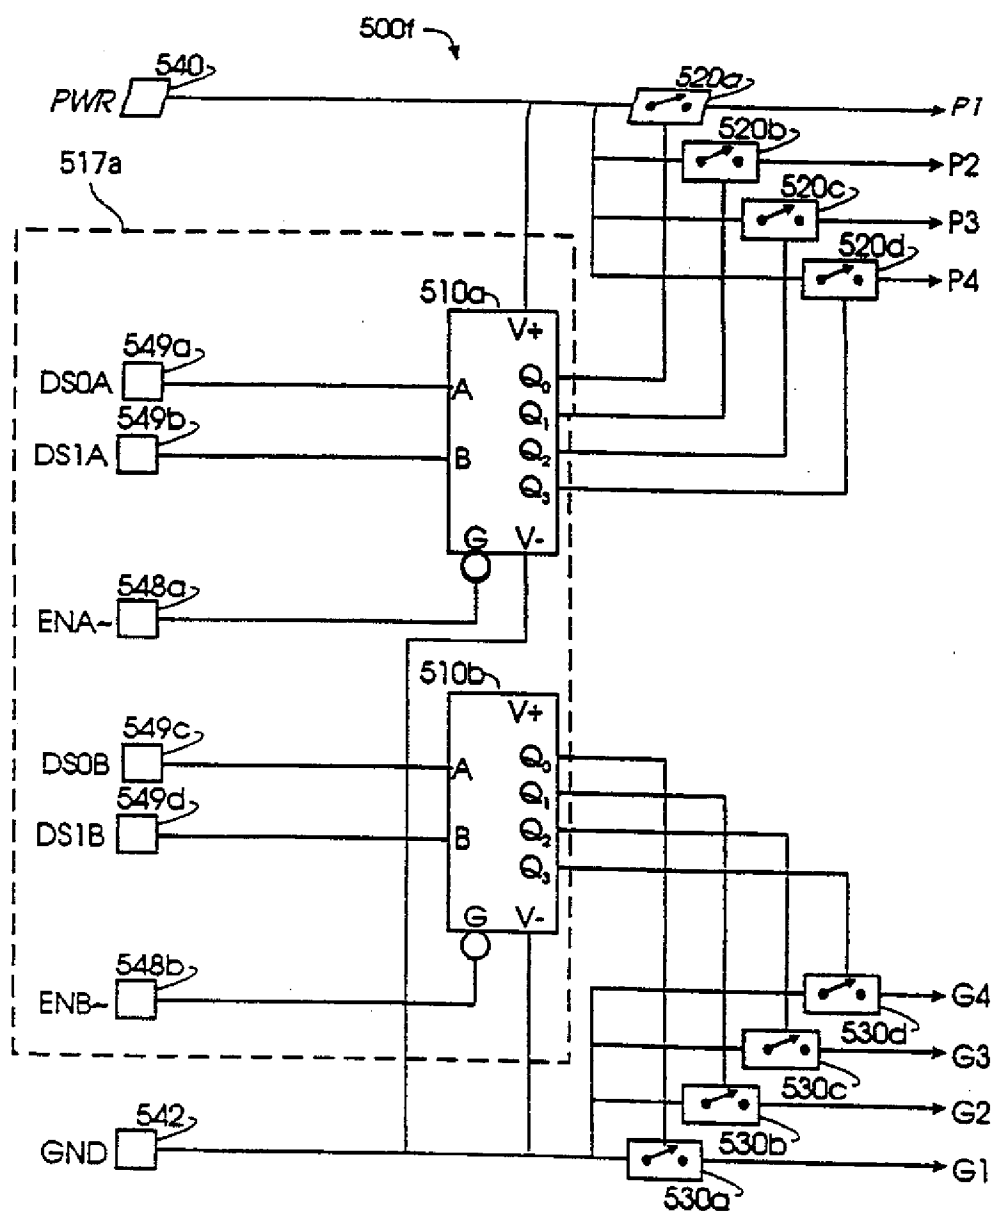 500f
540
PWR
520a
P1
520b
P2
517a
520c
P3
520d
P4
510a
V+
549a
DS0A
A
Q0
549b
Q1
DS1A
B
Q2
Q3
G
V-
548a
ENA~
510b
V+
549c
DS0B
A
Q0
549d
Q1
DS1B
B
Q2
Q3
G
V-
548b
ENB~
G4
530d
G3
530c
542
G2
530b
GND
G1
530a